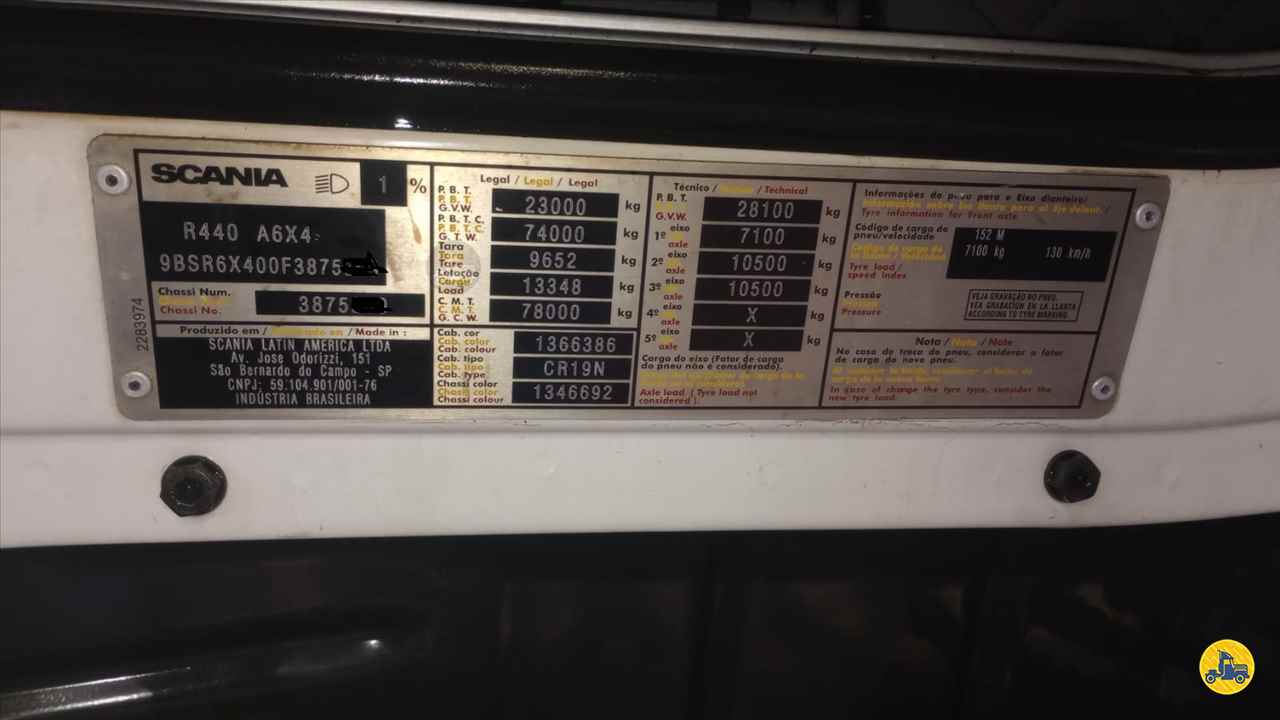 SCANIA
1 %
R440 A6X4
9BSR6X400F3875
Chassi Num.
Chassi No.
3875
2283974
Produzido em / Fabricado en / Made in :
SCANIA LATIN AMERICA LTDA
Av. Jose Odorizzi, 151
São Bernardo do Campo - SP
CNPJ; 59.104.901/001-76
INDÚSTRIA BRASILEIRA
Legal / Legal / Legal
P. B. T.
P. B. T.
G. V. W.
23000 kg
P. B. T. C.
P. B. T. C.
G. T. W.
74000 kg
Tara
Tara
Tare
9652 kg
Lotação
Carga
Load
13348 kg
C. M. T.
C. M. T.
G. C. W.
78000 kg
Cab. cor
Cab. color
Cab. colour
1366386
Cab. tipo
Cab. tipo
Cab. type
CR19N
Chassi color
Chasis color
Chassi colour
1346692
Técnico / Técnico / Technical
P. B. T.
G. V. W.
28100 kg
1º eixo
axle
7100 kg
2º eixo
axle
10500 kg
3º eixo
axle
10500 kg
4º eixo
axle
X kg
5º eixo
axle
X kg
Carga do eixo (Fator de carga
do pneu não é considerado).
Axle load ( Tyre load not
considered ).
Informações do pneu para o Eixo dianteiro/
Tyre information for Front axle
Código de carga do
pneu/velocidade
Tyre load /
speed index
152 M
7100 kg 130 km/h
Pressão
Pressure
VEJA GRAVAÇÃO NO PNEU.
VEA GRABACION EN LA LLANTA
ACCORDING TO TYRE MARKING.
Nota / Nota / Note
No caso de troca do pneu, considerar o fator
de carga do novo pneu.
In case of change the tyre type, consider the
new tyre load.